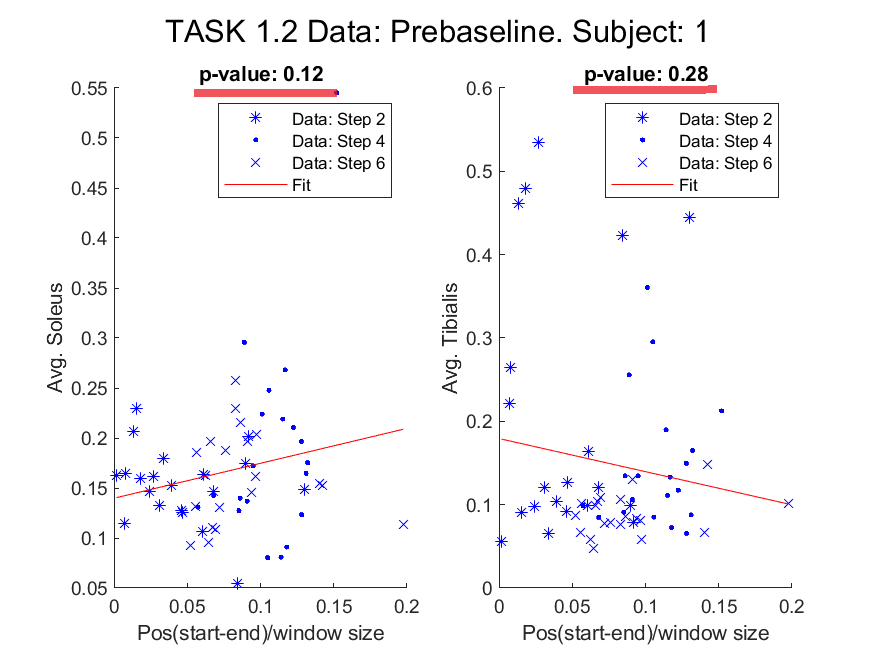 TASK 1.2 Data: Prebaseline. Subject: 1
p-value: 0.12
0.55
0.5
0.45
0.4
0.35
0.3
0.25
0.2
0.15
0.1
0.05
Avg. Soleus
Data: Step 2
Data: Step 4
Data: Step 6
Fit
0 0.05 0.1 0.15 0.2
Pos(start-end)/window size
p-value: 0.28
0.6
0.5
0.4
0.3
0.2
0.1
0
Avg. Tibialis
Data: Step 2
Data: Step 4
Data: Step 6
Fit
0 0.05 0.1 0.15 0.2
Pos(start-end)/window size